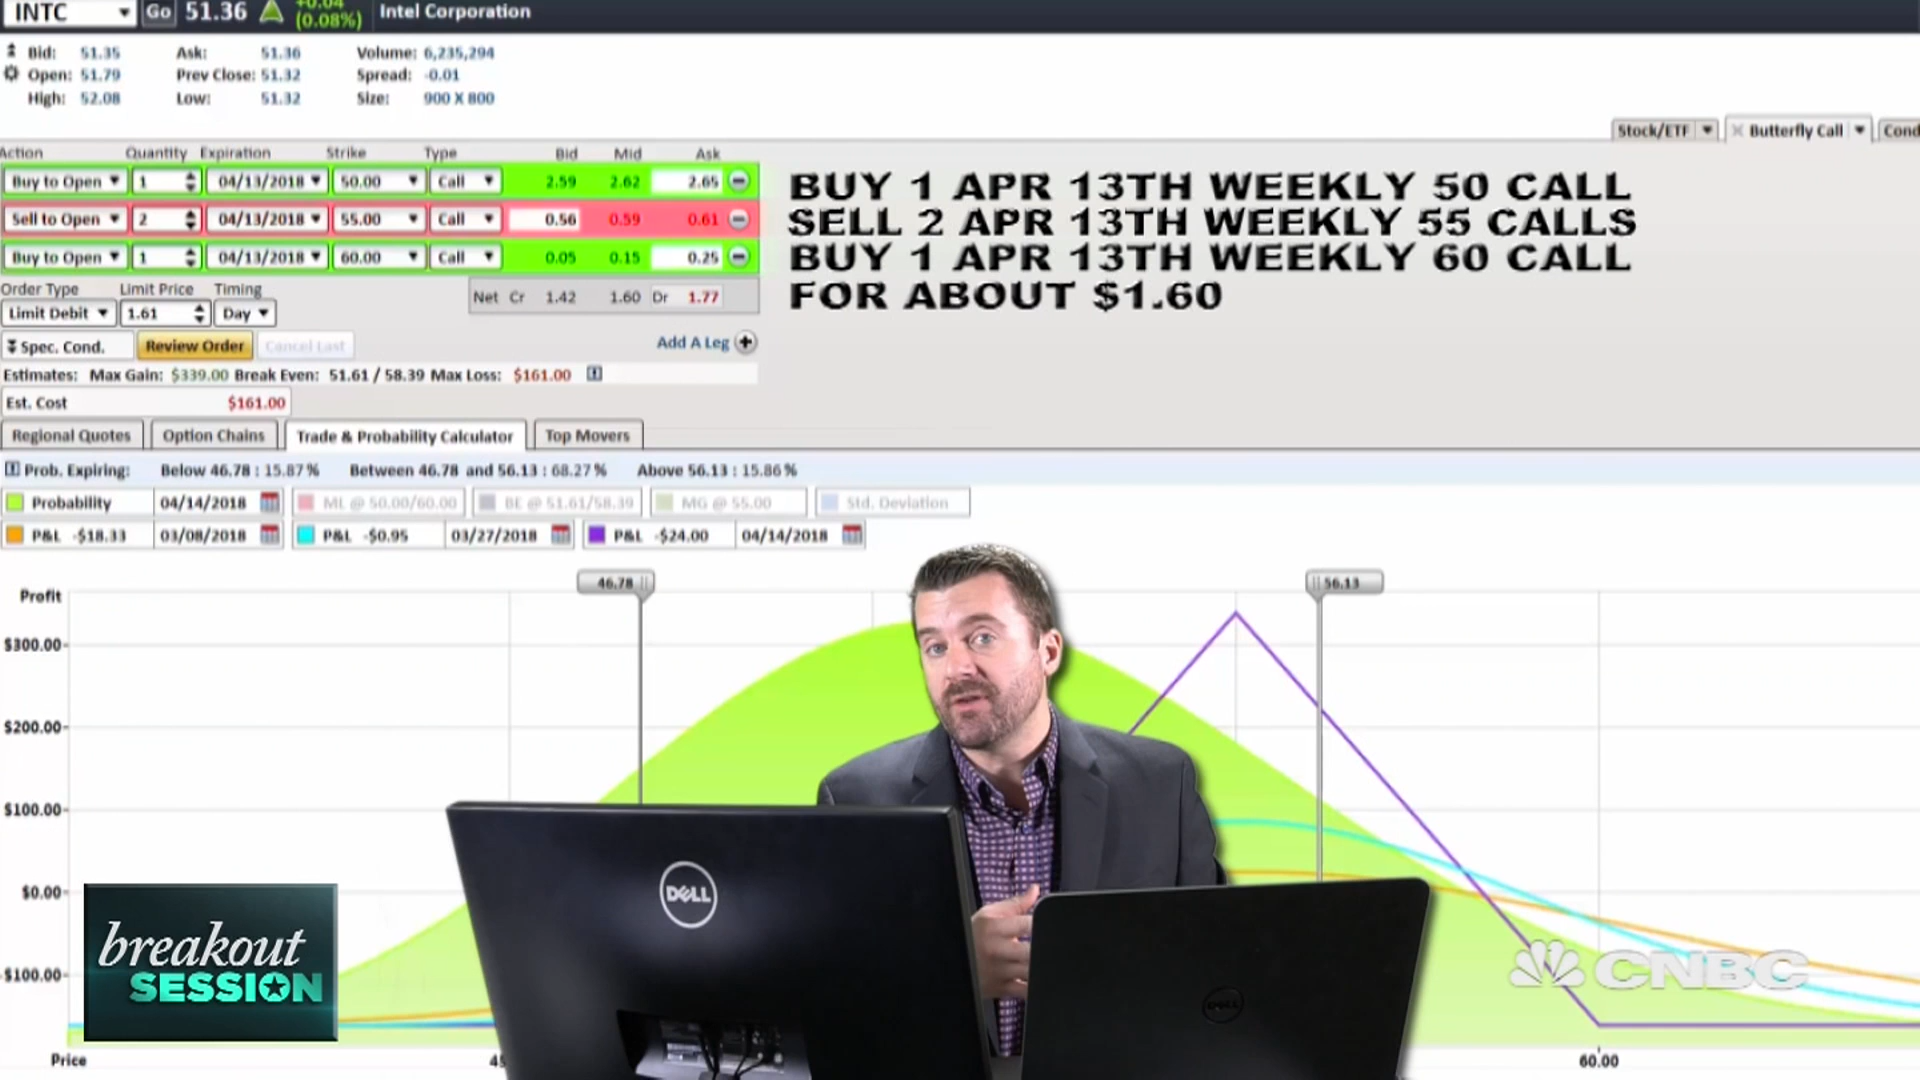 INTC Go 51.36 +0.04 (0.08%) Intel Corporation
Bid: 51.35 Ask: 51.36 Volume: 6,235,294
Open: 51.79 Prev Close: 51.32 Spread: -0.01
High: 52.08 Low: 51.32 Size: 900 X 800
Stock/ETF Butterfly Call Cond
Action Quantity Expiration Strike Type Bid Mid Ask
Buy to Open 1 04/13/2018 50.00 Call 2.59 2.62 2.65
Sell to Open 2 04/13/2018 55.00 Call 0.56 0.59 0.61
Buy to Open 1 04/13/2018 60.00 Call 0.05 0.15 0.25
BUY 1 APR 13TH WEEKLY 50 CALL
SELL 2 APR 13TH WEEKLY 55 CALLS
BUY 1 APR 13TH WEEKLY 60 CALL
FOR ABOUT $1.60
Order Type Limit Price Timing
Net Cr 1.42 1.60 Dr 1.77
Limit Debit 1.61 Day
Spec. Cond. Review Order Cancel Last
Add A Leg
Estimates: Max Gain: $339.00 Break Even: 51.61 / 58.39 Max Loss: $161.00
Est. Cost $161.00
Regional Quotes Option Chains Trade & Probability Calculator Top Movers
Prob. Expiring: Below 46.78 : 15.87% Between 46.78 and 56.13 : 68.27% Above 56.13 : 15.86%
Probability 04/14/2018 ML @ 50.00/60.00 BE @ 51.61/58.39 MG @ 55.00 Std. Deviation
P&L -$18.33 03/08/2018 P&L -$0.95 03/27/2018 P&L -$24.00 04/14/2018
46.78 56.13
Profit
$300.00
$200.00
$100.00
$0.00
-$100.00
DELL
DELL
breakout
SESSION
CNBC
Price 45 60.00